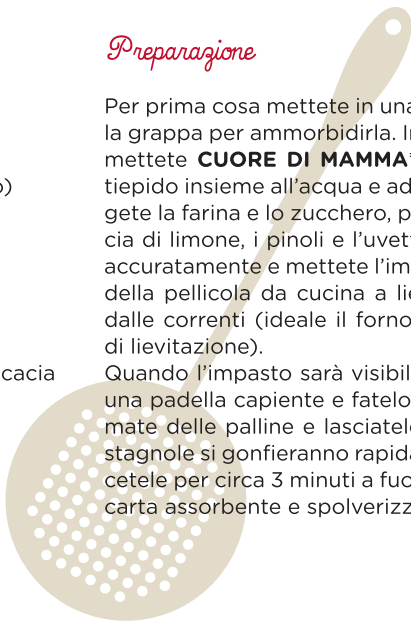 Preparazione
Per prima cosa mettete in una
la grappa per ammorbidirla. I
mettete CUORE DI MAMMA
o)
tiepido insieme all'acqua e ad
gete la farina e lo zucchero, p
cia di limone, i pinoli e l'uvett
accuratamente e mettete l'im
della pellicola da cucina a lie
dalle correnti (ideale il forno
di lievitazione).
cacia
Quando l'impasto sarà visibil
una padella capiente e fatelo
mate delle palline e lasciatele
stagnole si gonfieranno rapida
cetele per circa 3 minuti a fuo
carta assorbente e spolverizz